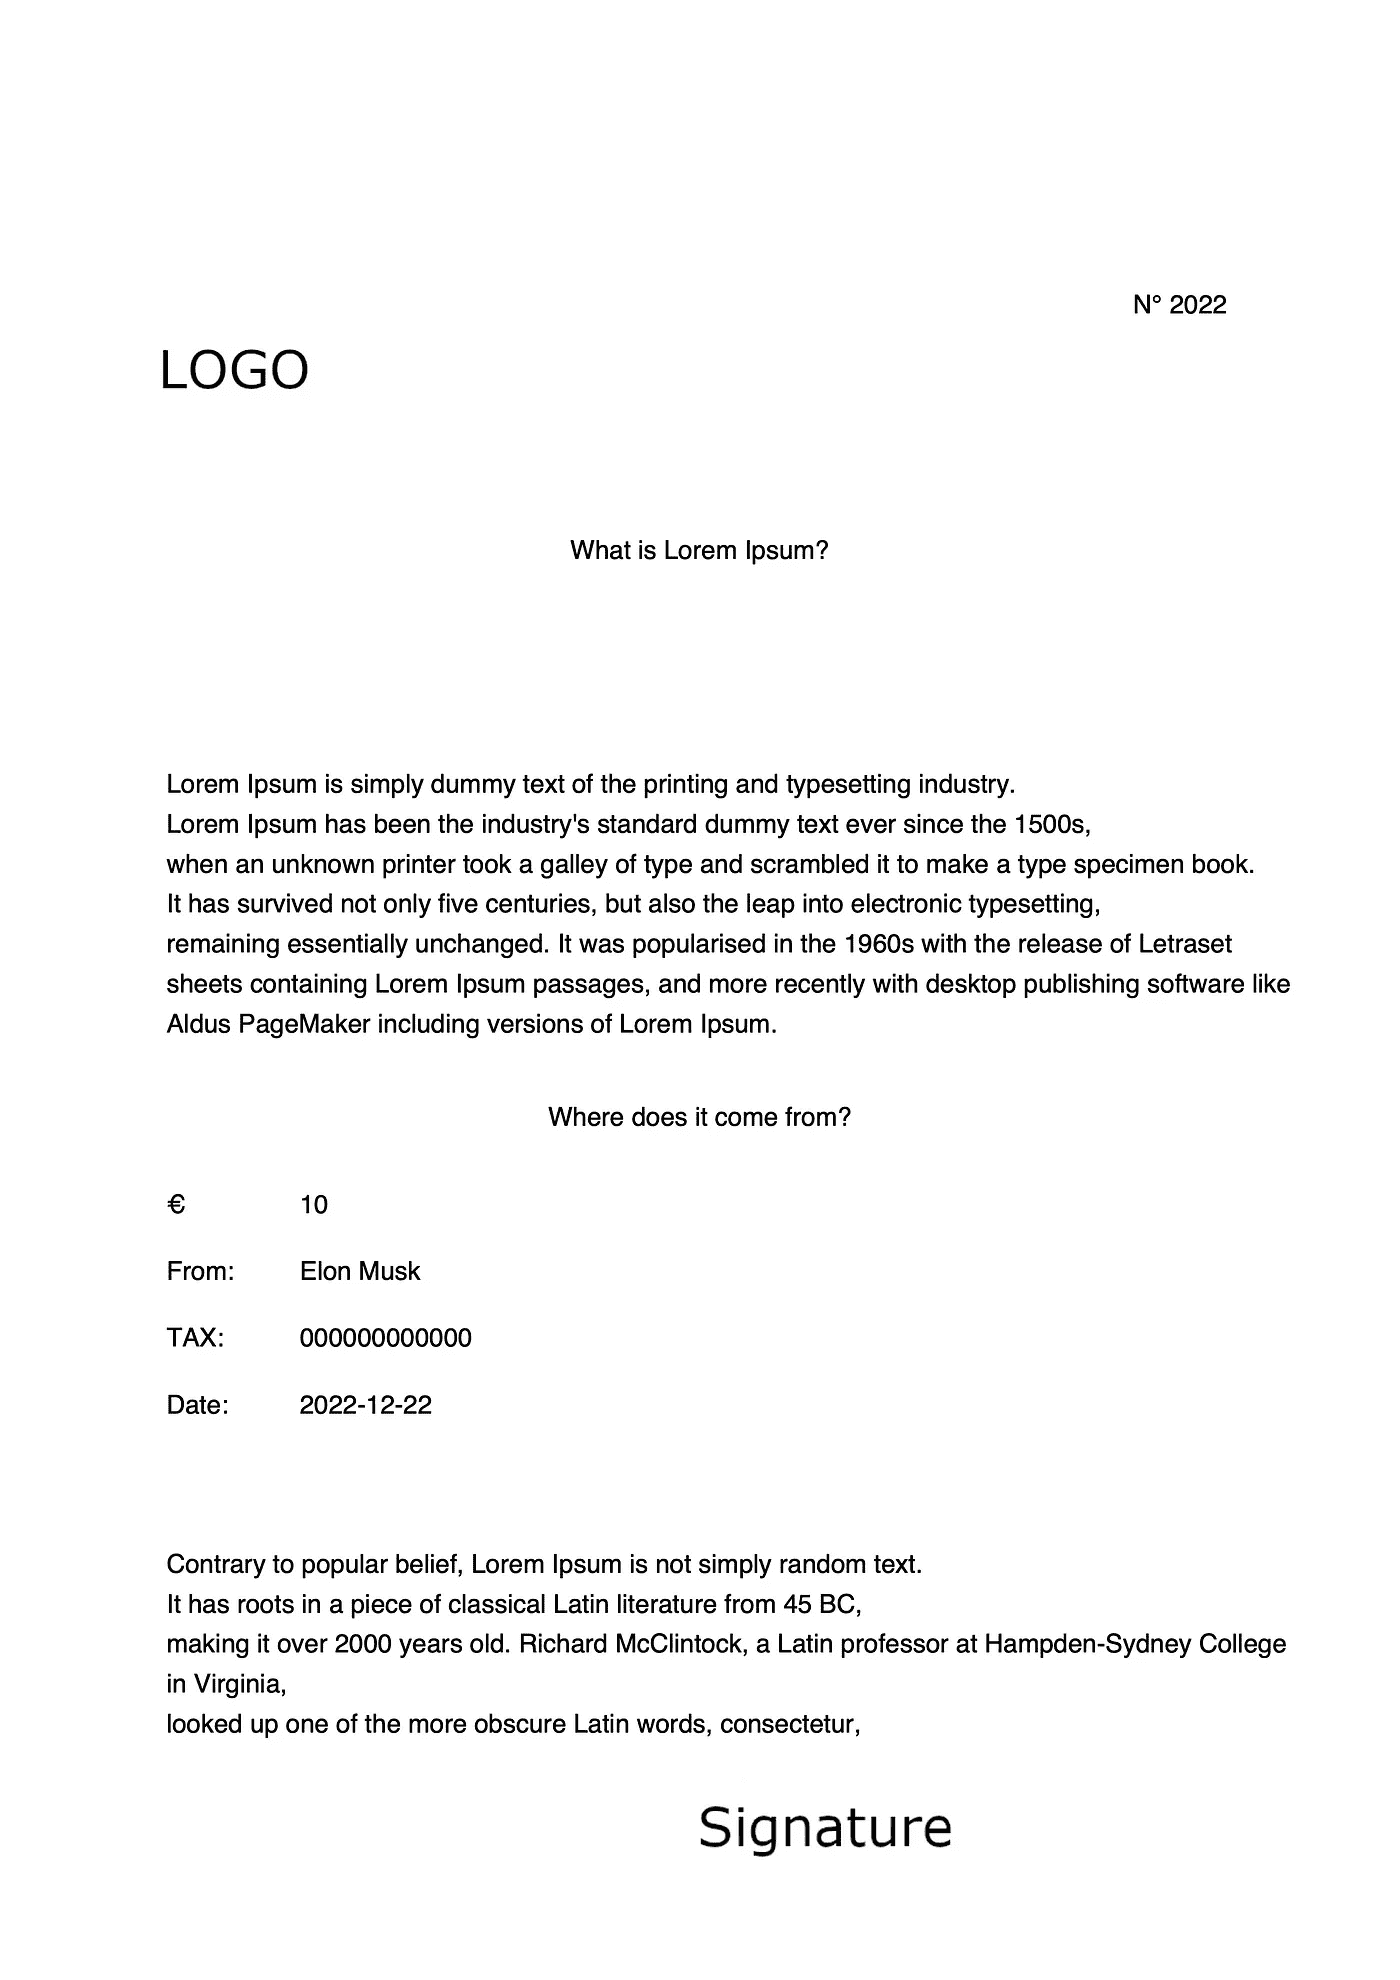 N° 2022
LOGO
What is Lorem Ipsum?
Lorem Ipsum is simply dummy text of the printing and typesetting industry.
Lorem Ipsum has been the industry's standard dummy text ever since the 1500s,
when an unknown printer took a galley of type and scrambled it to make a type specimen book.
It has survived not only five centuries, but also the leap into electronic typesetting,
remaining essentially unchanged. It was popularised in the 1960s with the release of Letraset
sheets containing Lorem Ipsum passages, and more recently with desktop publishing software like
Aldus PageMaker including versions of Lorem Ipsum.
Where does it come from?
€ 10
From: Elon Musk
TAX: 000000000000
Date: 2022-12-22
Contrary to popular belief, Lorem Ipsum is not simply random text.
It has roots in a piece of classical Latin literature from 45 BC,
making it over 2000 years old. Richard McClintock, a Latin professor at Hampden-Sydney College
in Virginia,
looked up one of the more obscure Latin words, consectetur,
Signature